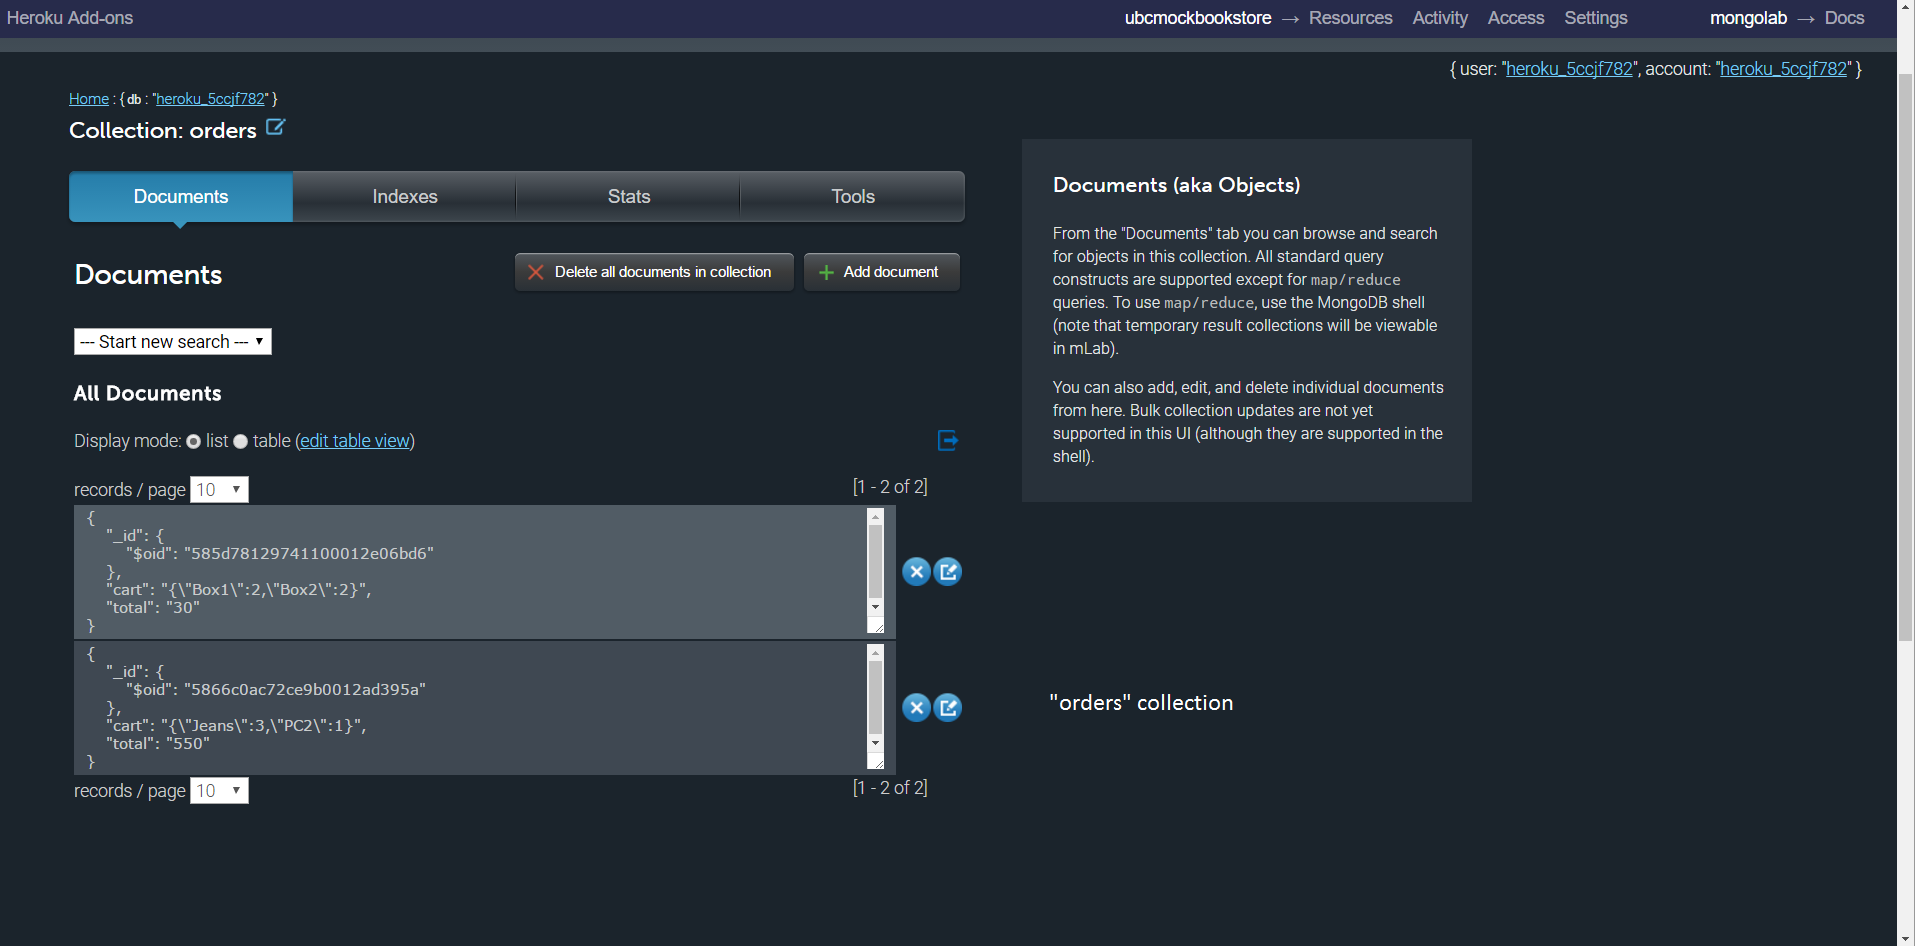 Heroku Add-ons
ubcmockbookstore → Resources Activity Access Settings mongolab → Docs
{ user: "heroku_5ccjf782", account: "heroku_5ccjf782" }
Home : { db : "heroku_5ccjf782" }
Collection: orders
Documents Indexes Stats Tools
Documents
Delete all documents in collection
Add document
--- Start new search ---
All Documents
Display mode: list table (edit table view)
records / page 10
[1 - 2 of 2]
{
"_id": {
"$oid": "585d78129741100012e06bd6"
},
"cart": "{\"Box1\":2,\"Box2\":2}",
"total": "30"
}
{
"_id": {
"$oid": "5866c0ac72ce9b0012ad395a"
},
"cart": "{\"Jeans\":3,\"PC2\":1}",
"total": "550"
}
records / page 10
[1 - 2 of 2]
Documents (aka Objects)
From the "Documents" tab you can browse and search
for objects in this collection. All standard query
constructs are supported except for map/reduce
queries. To use map/reduce, use the MongoDB shell
(note that temporary result collections will be viewable
in mLab).
You can also add, edit, and delete individual documents
from here. Bulk collection updates are not yet
supported in this UI (although they are supported in the
shell).
"orders" collection